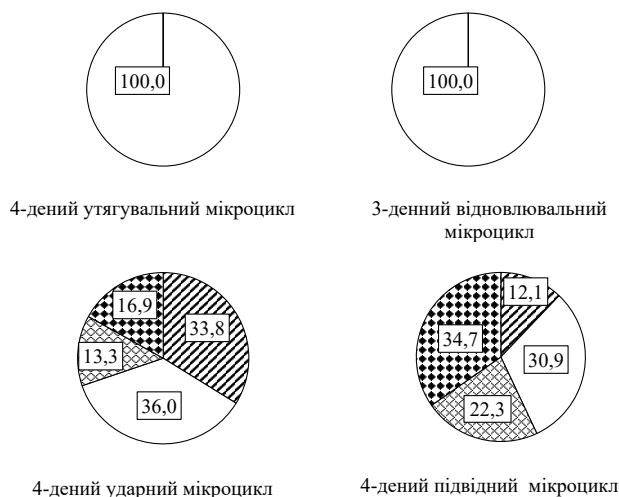 100,0
100,0
4-дений утягувальний мікроцикл
3-денний відновлювальний
мікроцикл
16,9
33,8
13,3
36,0
12,1
34,7
30,9
22,3
4-дений ударний мікроцикл
4-дений підвідний мікроцикл